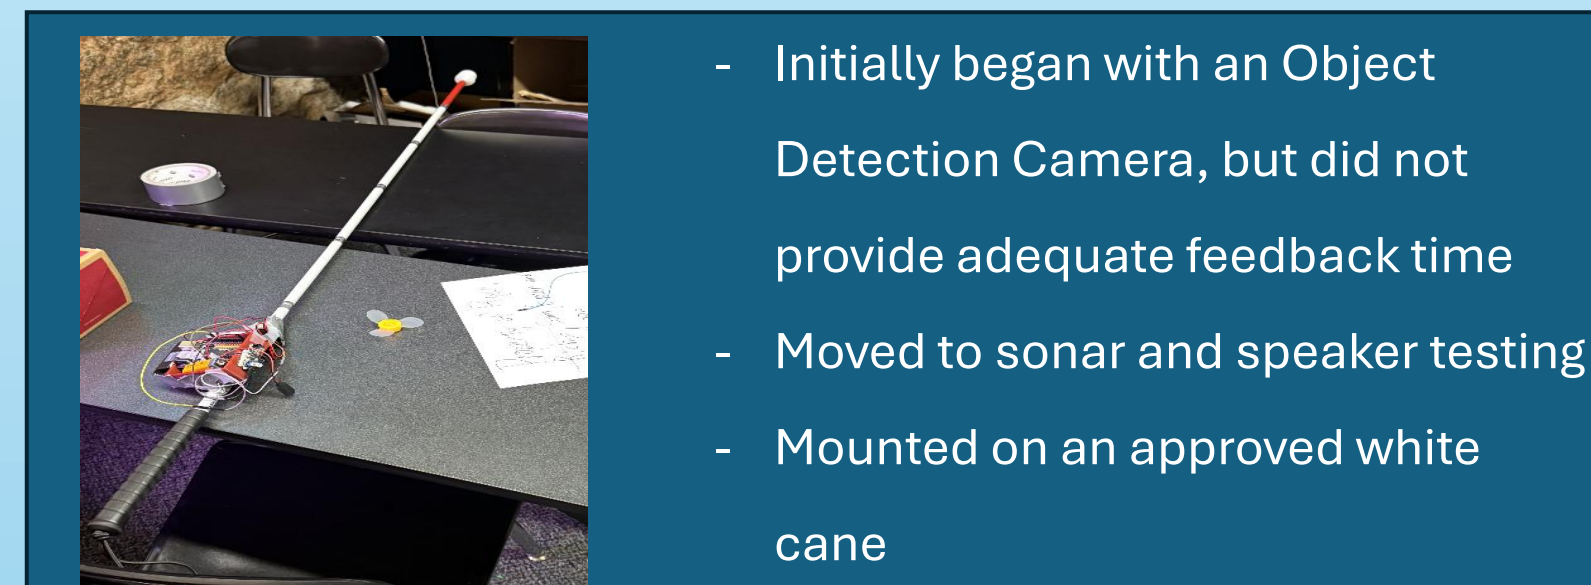 - Initially began with an Object
Detection Camera, but did not
provide adequate feedback time
- Moved to sonar and speaker testing
- Mounted on an approved white
cane